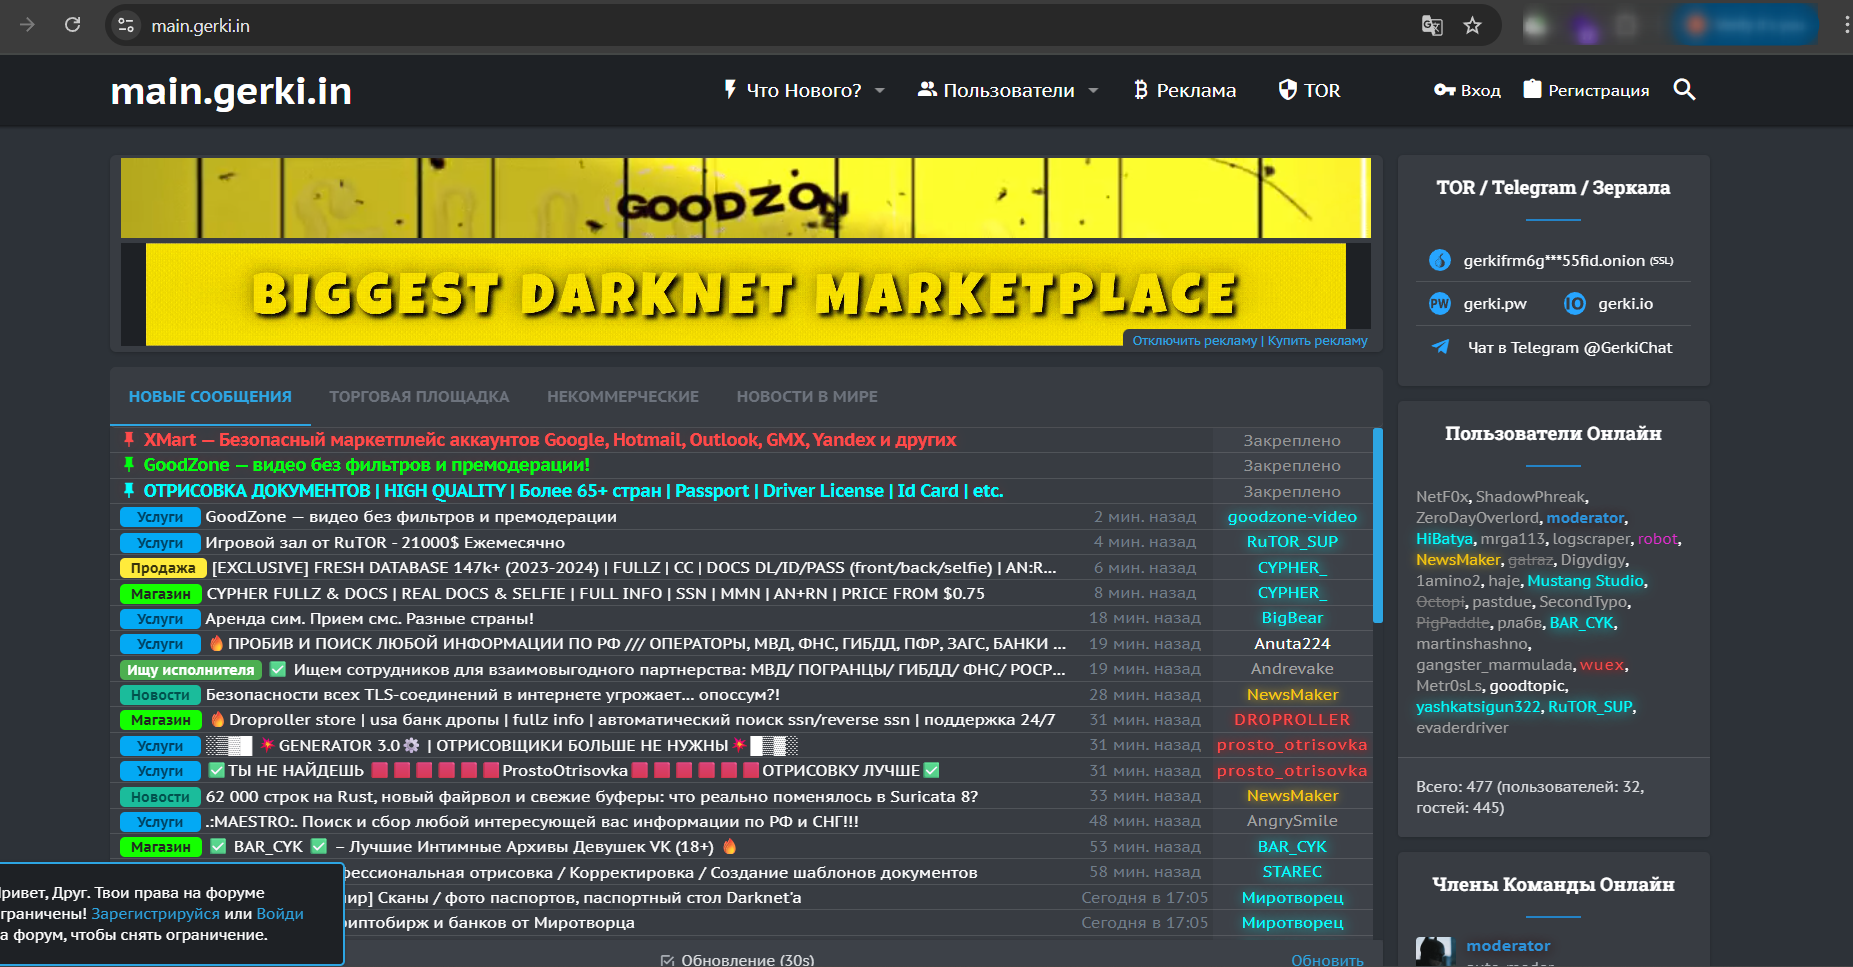 main.gerki.in
main.gerki.in
Что Нового?
Пользователи
Реклама
TOR
Вход
Регистрация
GOODZON
BIGGEST DARKNET MARKETPLACE
Отключить рекламу | Купить рекламу
НОВЫЕ СООБЩЕНИЯ
ТОРГОВАЯ ПЛОЩАДКА
НЕКОММЕРЧЕСКИЕ
НОВОСТИ В МИРЕ
XMart — Безопасный маркетплейс аккаунтов Google, Hotmail, Outlook, GMX, Yandex и других Закреплено
GoodZone — видео без фильтров и премодерации! Закреплено
ОТРИСОВКА ДОКУМЕНТОВ | HIGH QUALITY | Более 65+ стран | Passport | Driver License | Id Card | etc. Закреплено
Услуги GoodZone — видео без фильтров и премодерации 2 мин. назад goodzone-video
Услуги Игровой зал от RuTOR - 21000$ Ежемесячно 4 мин. назад RuTOR_SUP
Продажа [EXCLUSIVE] FRESH DATABASE 147k+ (2023-2024) | FULLZ | CC | DOCS DL/ID/PASS (front/back/selfie) | AN:R... 6 мин. назад CYPHER_
Магазин CYPHER FULLZ & DOCS | REAL DOCS & SELFIE | FULL INFO | SSN | MMN | AN+RN | PRICE FROM $0.75 8 мин. назад CYPHER_
Услуги Аренда сим. Прием смс. Разные страны! 18 мин. назад BigBear
Услуги 🔥 ПРОБИВ И ПОИСК ЛЮБОЙ ИНФОРМАЦИИ ПО РФ /// ОПЕРАТОРЫ, МВД, ФНС, ГИБДД, ПФР, ЗАГС, БАНКИ ... 19 мин. назад Anuta224
Ищу исполнителя ✅ Ищем сотрудников для взаимовыгодного партнерства: МВД/ ПОГРАНЦЫ/ ГИБДД/ ФНС/ РОСР... 19 мин. назад Andrevake
Новости Безопасности всех TLS-соединений в интернете угрожает... опоссум?! 28 мин. назад NewsMaker
Магазин 🔥 Droproller store | usa банк дропы | fullz info | автоматический поиск ssn/reverse ssn | поддержка 24/7 31 мин. назад DROPROLLER
Услуги ░▒▓█ 💥 GENERATOR 3.0⚙️ | ОТРИСОВЩИКИ БОЛЬШЕ НЕ НУЖНЫ💥 █▓▒░ 31 мин. назад prosto_otrisovka
Услуги ✅ТЫ НЕ НАЙДЕШЬ 🟥🟥🟥🟥🟥🟥ProstoOtrisovka🟥🟥🟥🟥🟥🟥ОТРИСОВКУ ЛУЧШЕ✅ 31 мин. назад prosto_otrisovka
Новости 62 000 строк на Rust, новый файрвол и свежие буферы: что реально поменялось в Suricata 8? 33 мин. назад NewsMaker
Услуги .:MAESTRO:. Поиск и сбор любой интересующей вас информации по РФ и СНГ!!! 48 мин. назад AngrySmile
Магазин ✅ BAR_CYK ✅ – Лучшие Интимные Архивы Девушек VK (18+) 🔥 53 мин. назад BAR_CYK
фессиональная отрисовка / Корректировка / Создание шаблонов документов 58 мин. назад STAREC
ир] Сканы / фото паспортов, паспортный стол Darknet'a Сегодня в 17:05 Миротворец
риптобирж и банков от Миротворца Сегодня в 17:05 Миротворец
Обновление (30s)
Обновить
ривет, Друг. Твои права на форуме
граничены! Зарегистрируйся или Войди
а форум, чтобы снять ограничение.
TOR / Telegram / Зеркала
gerkifrm6g***55fid.onion (SSL)
PW gerki.pw IO gerki.io
Чат в Telegram @GerkiChat
Пользователи Онлайн
NetF0x, ShadowPhreak,
ZeroDayOverlord, moderator,
HiBatya, mrga113, logscraper, robot,
NewsMaker, galraz, Digydigy,
1amino2, haje, Mustang Studio,
Octopi, pastdue, SecondTypo,
PigPaddle, рлабв, BAR_CYK,
martinshashno,
gangster_marmulada, wuex,
Metr0sLs, goodtopic,
yashkatsigun322, RuTOR_SUP,
evaderdriver
Всего: 477 (пользователей: 32,
гостей: 445)
Члены Команды Онлайн
moderator